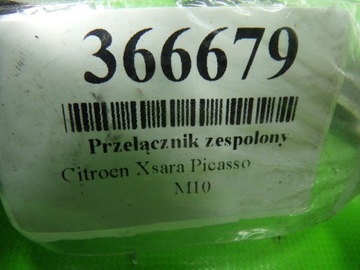 366679
Przełącznik zespolony
Citroen Xsara Picasso
M10